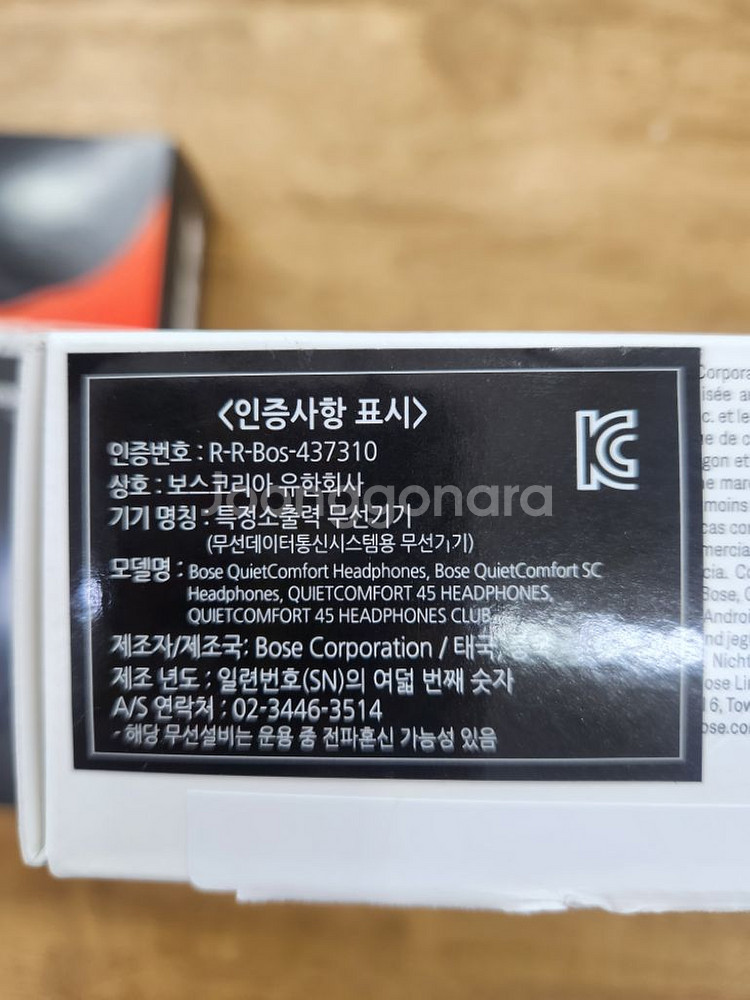 <인증사항 표시>
인증번호 : R-R-Bos-437310
상호 : 보스코리아 유한회사
Joonggonara
기기 명칭 : 특정소출력 무선기기
(무선데이터통신시스템용 무선기기)
모델명 : Bose QuietComfort Headphones, Bose QuietComfort SC
Headphones, QUIETCOMFORT 45 HEADPHONES,
QUIETCOMFORT 45 HEADPHONES CLUB
제조자/제조국: Bose Corporation / 태국,
제조 년도 : 일련번호(SN)의 여덟 번째 숫자
A/S 연락처 : 02-3446-3514
- 해당 무선설비는 운용 중 전파혼신 가능성 있음